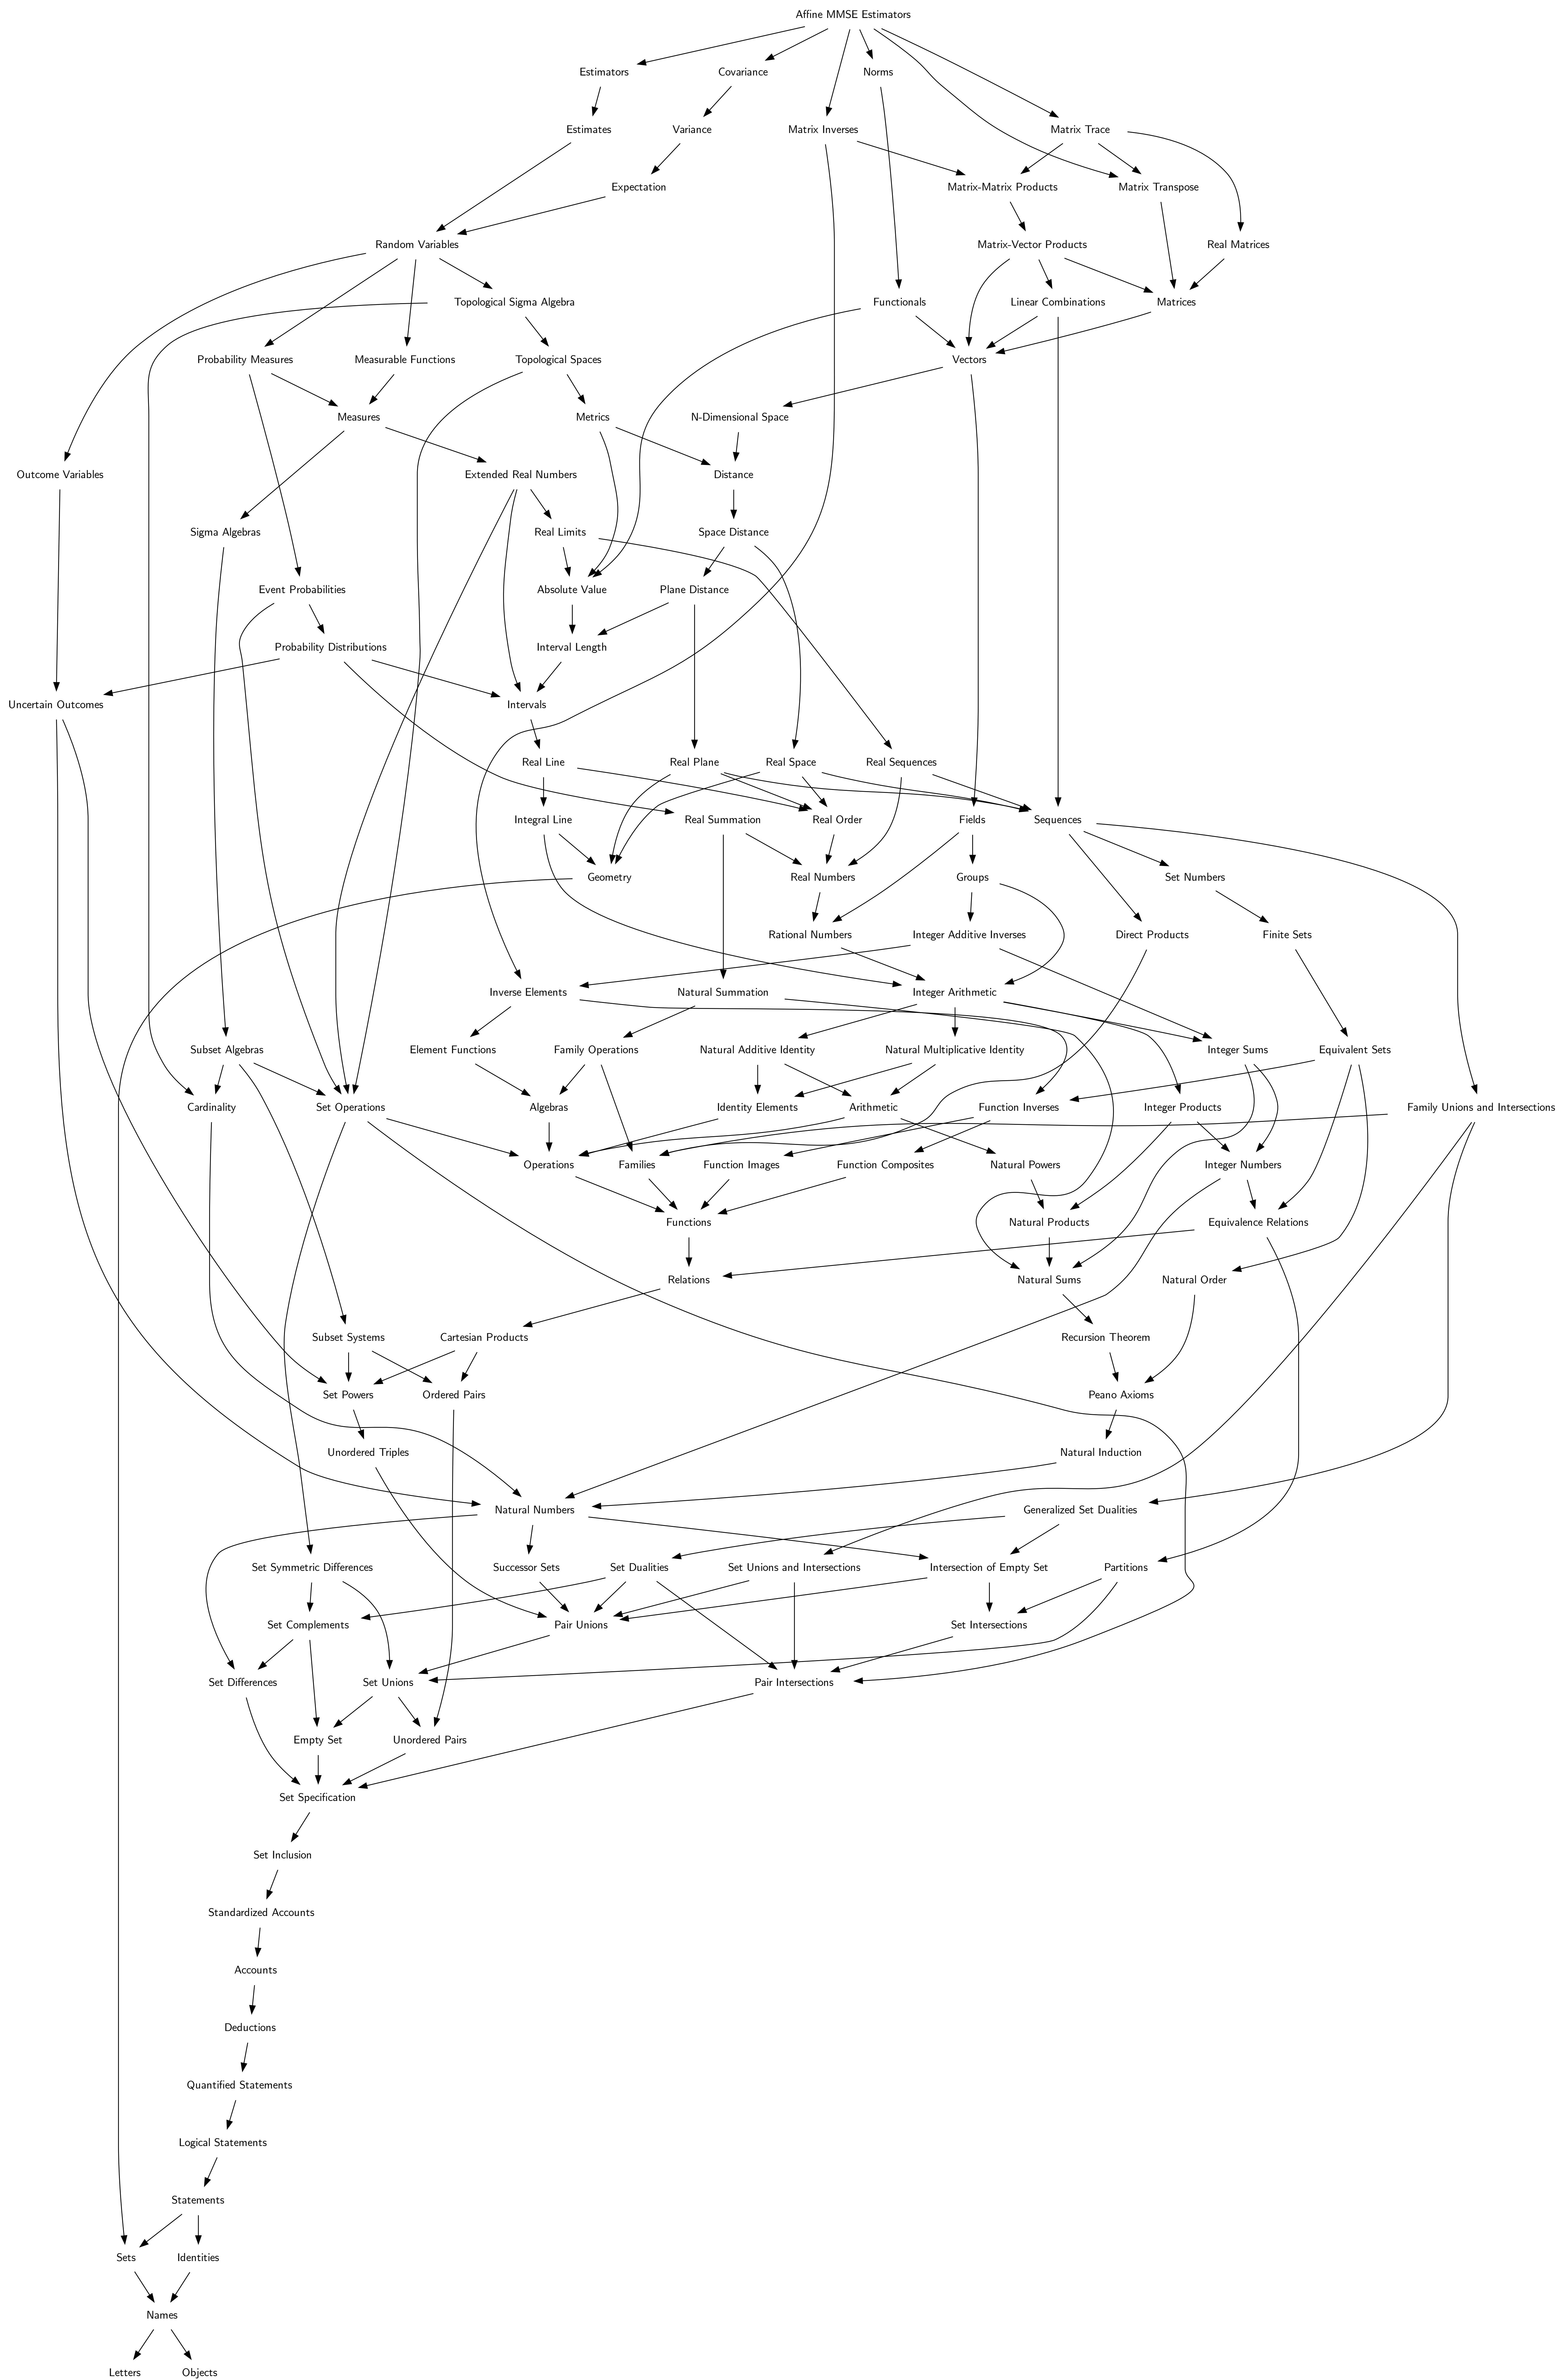 Affine MMSE Estimators
Estimators
Covariance
Norms
Estimates
Variance
Matrix Inverses
Matrix Trace
Expectation
Matrix-Matrix Products
Matrix Transpose
Random Variables
Matrix-Vector Products
Real Matrices
Topological Sigma Algebra
Functionals
Linear Combinations
Matrices
Probability Measures
Measurable Functions
Topological Spaces
Vectors
Measures
Metrics
N-Dimensional Space
Outcome Variables
Extended Real Numbers
Distance
Sigma Algebras
Real Limits
Space Distance
Event Probabilities
Absolute Value
Plane Distance
Probability Distributions
Interval Length
Uncertain Outcomes
Intervals
Real Line
Real Plane
Real Space
Real Sequences
Integral Line
Real Summation
Real Order
Fields
Sequences
Geometry
Real Numbers
Groups
Set Numbers
Rational Numbers
Integer Additive Inverses
Direct Products
Finite Sets
Inverse Elements
Natural Summation
Integer Arithmetic
Subset Algebras
Element Functions
Family Operations
Natural Additive Identity
Natural Multiplicative Identity
Integer Sums
Equivalent Sets
Cardinality
Set Operations
Algebras
Identity Elements
Arithmetic
Function Inverses
Integer Products
Family Unions and Intersections
Operations
Families
Function Images
Function Composites
Natural Powers
Integer Numbers
Functions
Natural Products
Equivalence Relations
Relations
Natural Sums
Natural Order
Subset Systems
Cartesian Products
Recursion Theorem
Set Powers
Ordered Pairs
Peano Axioms
Unordered Triples
Natural Induction
Natural Numbers
Generalized Set Dualities
Set Symmetric Differences
Successor Sets
Set Dualities
Set Unions and Intersections
Intersection of Empty Set
Partitions
Set Complements
Pair Unions
Set Intersections
Set Differences
Set Unions
Pair Intersections
Empty Set
Unordered Pairs
Set Specification
Set Inclusion
Standardized Accounts
Accounts
Deductions
Quantified Statements
Logical Statements
Statements
Sets
Identities
Names
Letters
Objects